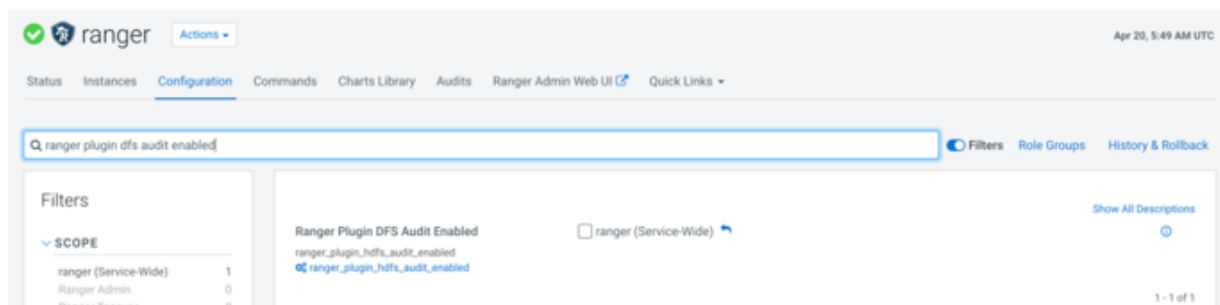 ranger Actions Apr 20, 5:49 AM UTC
Status Instances Configuration Commands Charts Library Audits Ranger Admin Web UI Quick Links
ranger plugin dfs audit enabled Filters Role Groups History & Rollback
Filters
Show All Descriptions
SCOPE
Ranger Plugin DFS Audit Enabled ranger (Service-Wide)
ranger_plugin_hdfs_audit_enabled
ranger_plugin_hdfs_audit_enabled
ranger (Service-Wide) 1
Ranger Admin 0
1 - 1 of 1